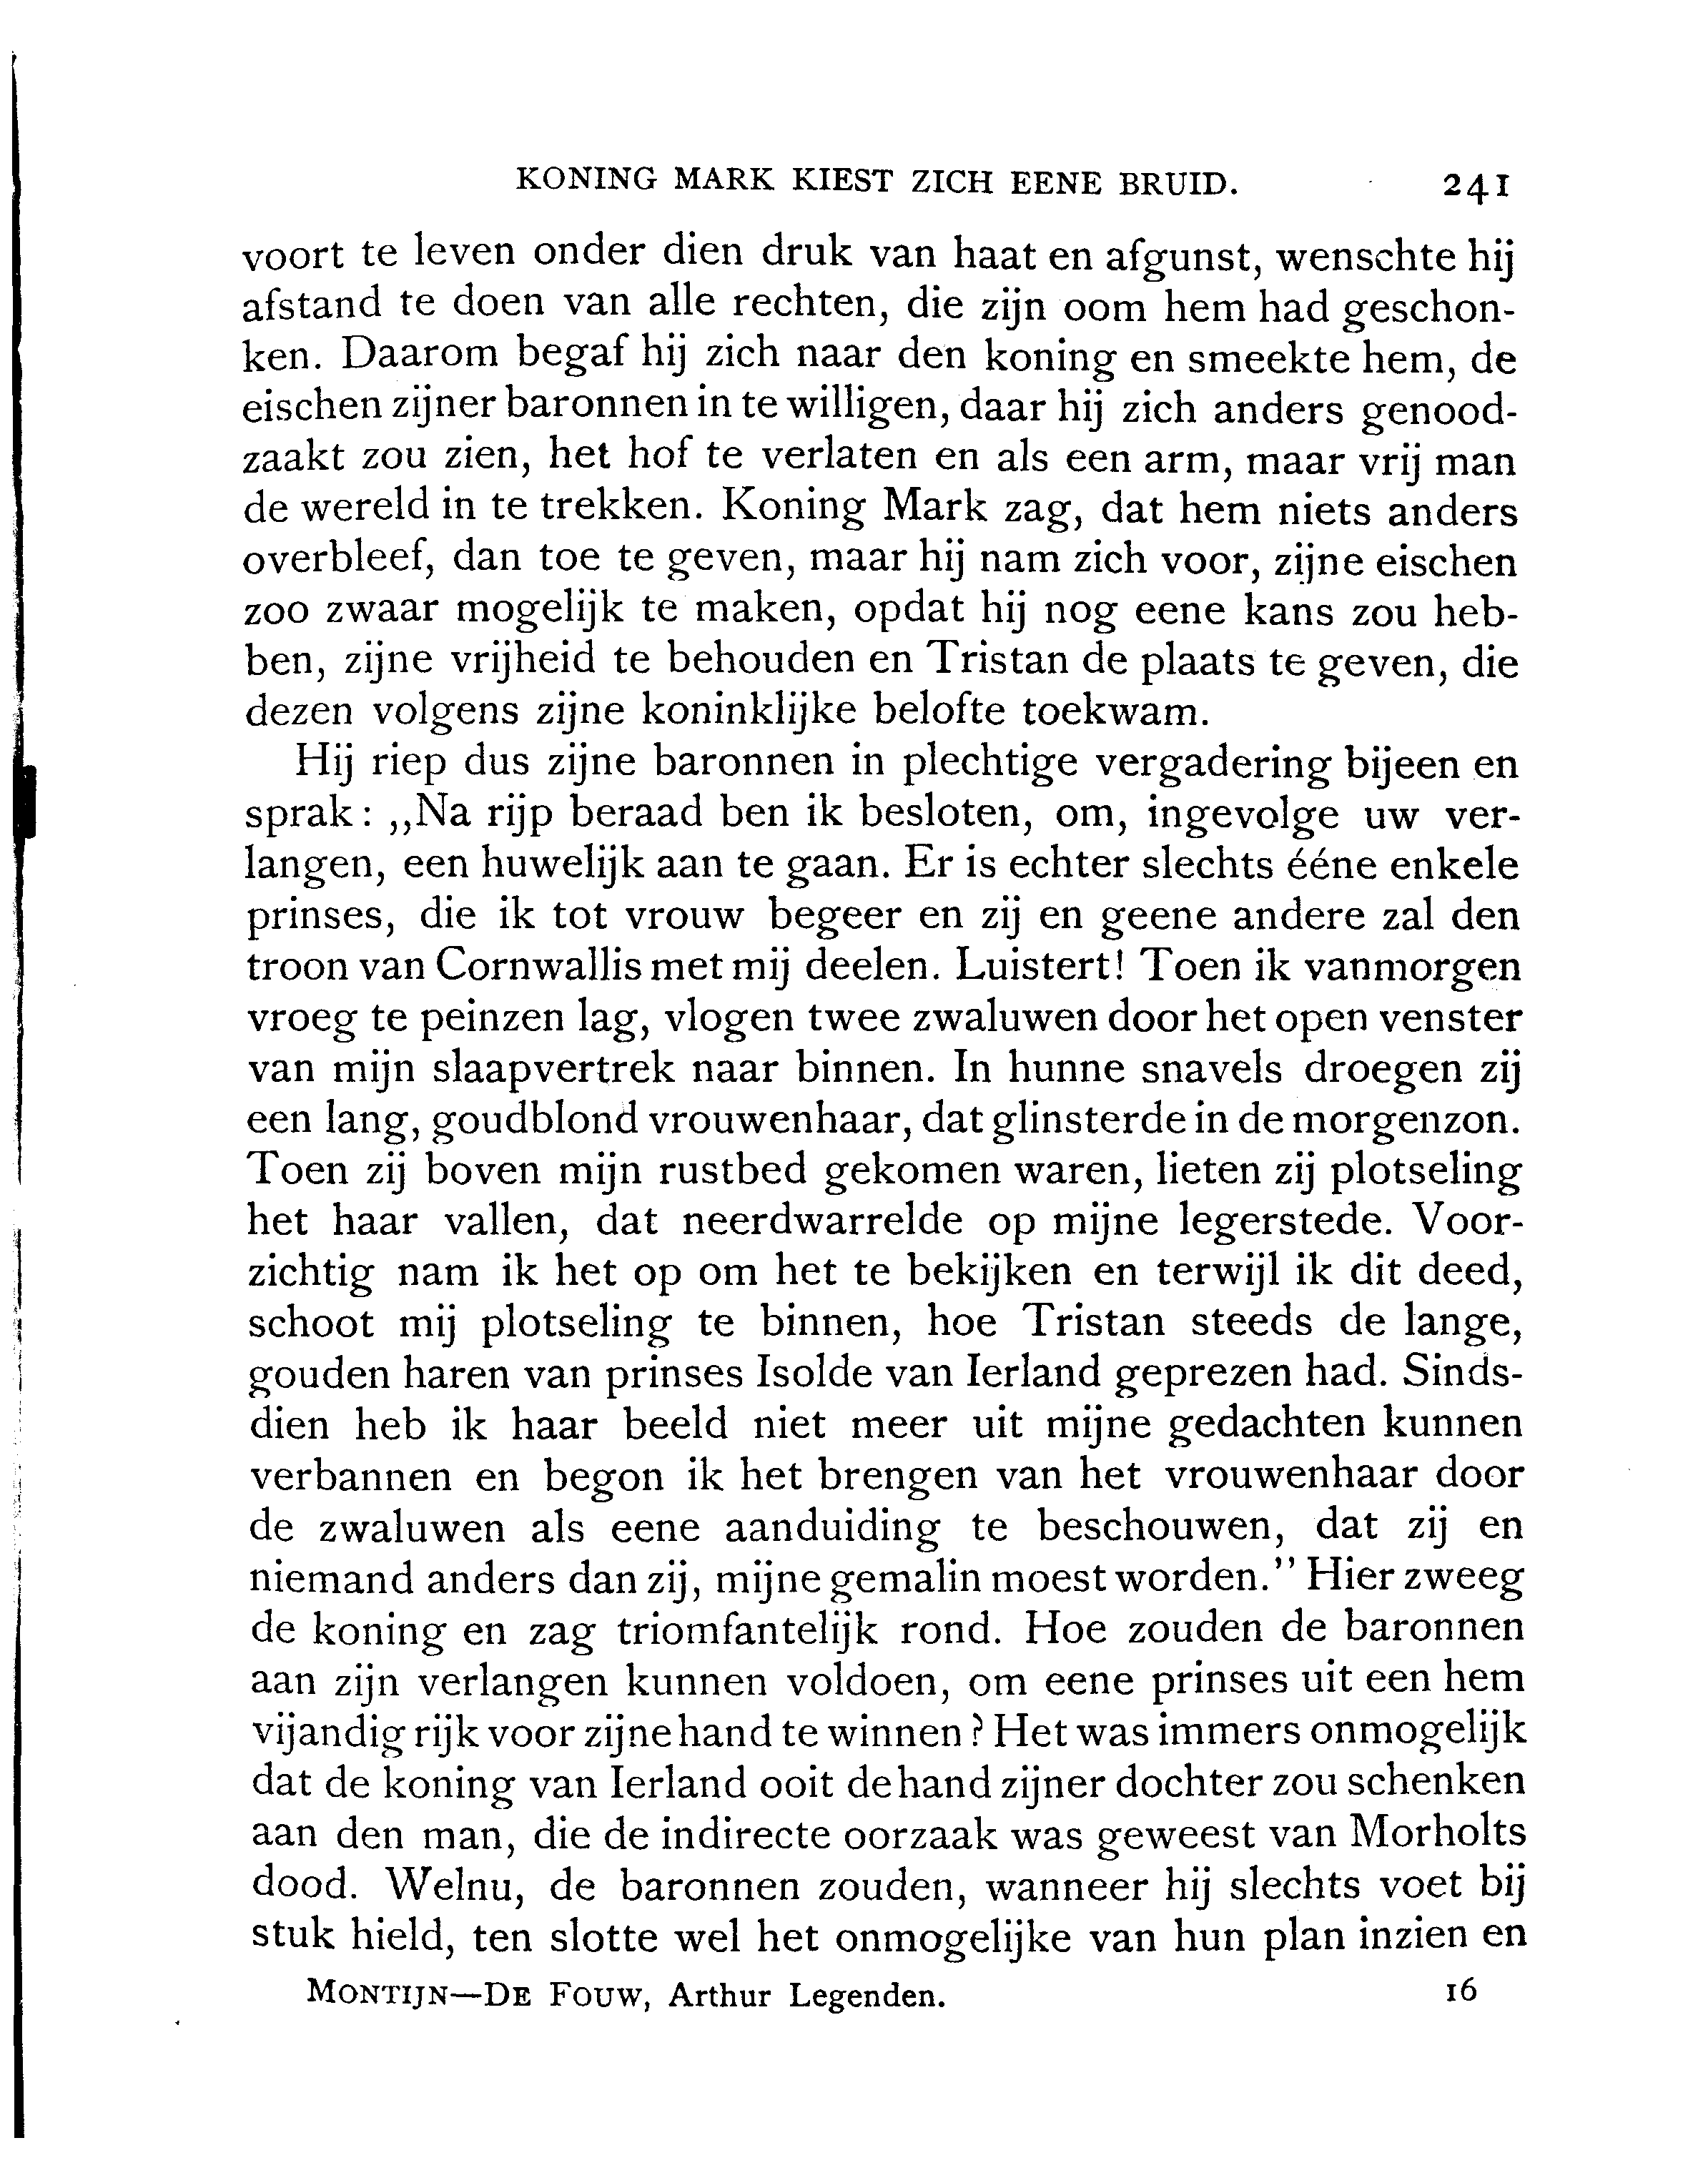 KONING MARK KIEST ZICH EENE BRUID. 241
voort te leven onder dien druk van haat en afgunst, wenschte hij
afstand te doen van alle rechten, die zijn oom hem had geschon-
ken. Daarom begaf hij zich naar den koning en smeekte hem, de
eischen zijner baronnen in te willigen, daar hij zich anders genood-
zaakt zou zien, het hof te verlaten en als een arm, maar vrij man
de wereld in te trekken. Koning Mark zag, dat hem niets anders
overbleef, dan toe te geven, maar hij nam zich voor, zijne eischen
zoo zwaar mogelijk te maken, opdat hij nog eene kans zou heb-
ben, zijne vrijheid te behouden en Tristan de plaats te geven, die
dezen volgens zijne koninklijke belofte toekwam.
Hij riep dus zijne baronnen in plechtige vergadering bijeen en
sprak: ,,Na rijp beraad ben ik besloten, om, ingevolge uw ver-
langen, een huwelijk aan te gaan. Er is echter slechts ééne enkele
prinses, die ik tot vrouw begeer en zij en geene andere zal den
troon van Cornwallis met mij deelen. Luistert! Toen ik vanmorgen
vroeg te peinzen lag, vlogen twee zwaluwen door het open venster
van mijn slaapvertrek naar binnen. In hunne snavels droegen zij
een lang, goudblond vrouwenhaar, dat glinsterde in de morgenzon.
Toen zij boven mijn rustbed gekomen waren, lieten zij plotseling
het haar vallen, dat neerdwarrelde op mijne legerstede. Voor-
zichtig nam ik het op om het te bekijken en terwijl ik dit deed,
schoot mij plotseling te binnen, hoe Tristan steeds de lange,
gouden haren van prinses Isolde van Ierland geprezen had. Sinds-
dien heb ik haar beeld niet meer uit mijne gedachten kunnen
verbannen en begon ik het brengen van het vrouwenhaar door
de zwaluwen als eene aanduiding te beschouwen, dat zij en
niemand anders dan zij, mijne gemalin moest worden.'' Hier zweeg
de koning en zag triomfantelijk rond. Hoe zouden de baronnen
aan zijn verlangen kunnen voldoen, om eene prinses uit een hem
vijandig rijk voor zijne hand te winnen? Het was immers onmogelijk
dat de koning van Ierland ooit de hand zijner dochter zou schenken
aan den man, die de indirecte oorzaak was geweest van Morholts
dood. Welnu, de baronnen zouden, wanneer hij slechts voet bij
stuk hield, ten slotte wel het onmogelijke van hun plan inzien en
MONTIJN—DE FOUW, Arthur Legenden. 16